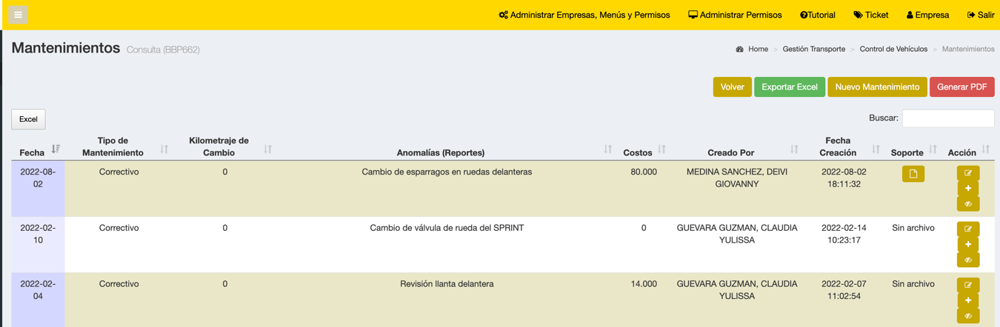 Administrar Empresas, Menús y Permisos Administrar Permisos Tutorial Ticket Empresa Salir
Mantenimientos Consulta (BBP662)
Home > Gestión Transporte > Control de Vehículos > Mantenimientos
Volver Exportar Excel Nuevo Mantenimiento Generar PDF
Excel
Buscar:
Fecha
Tipo de
Mantenimiento
Kilometraje de
Cambio
Anomalías (Reportes)
Costos
Creado Por
Fecha
Creación
Soporte
Acción
2022-08-
02
Correctivo
0
Cambio de esparragos en ruedas delanteras
80.000
MEDINA SANCHEZ, DEIVI
GIOVANNY
2022-08-02
18:11:32
2022-02-
10
Correctivo
0
Cambio de válvula de rueda del SPRINT
0
GUEVARA GUZMAN, CLAUDIA
YULISSA
2022-02-14
10:23:17
Sin archivo
2022-02-
04
Correctivo
0
Revisión llanta delantera
14.000
GUEVARA GUZMAN, CLAUDIA
YULISSA
2022-02-07
11:02:54
Sin archivo